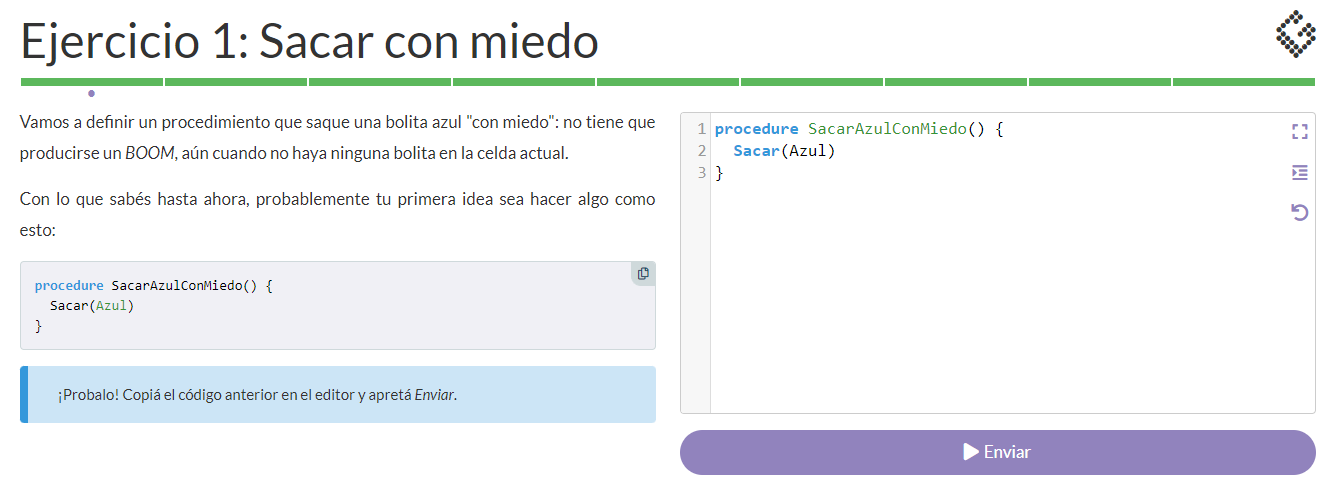 Ejercicio 1: Sacar con miedo
Vamos a definir un procedimiento que saque una bolita azul "con miedo": no tiene que
producirse un BOOM, aún cuando no haya ninguna bolita en la celda actual.
Con lo que sabés hasta ahora, probablemente tu primera idea sea hacer algo como
esto:
procedure SacarAzulConMiedo() {
  Sacar(Azul)
}
¡Probalo! Copiá el código anterior en el editor y apretá Enviar.
1 procedure SacarAzulConMiedo() {
2   Sacar(Azul)
3 }
Enviar